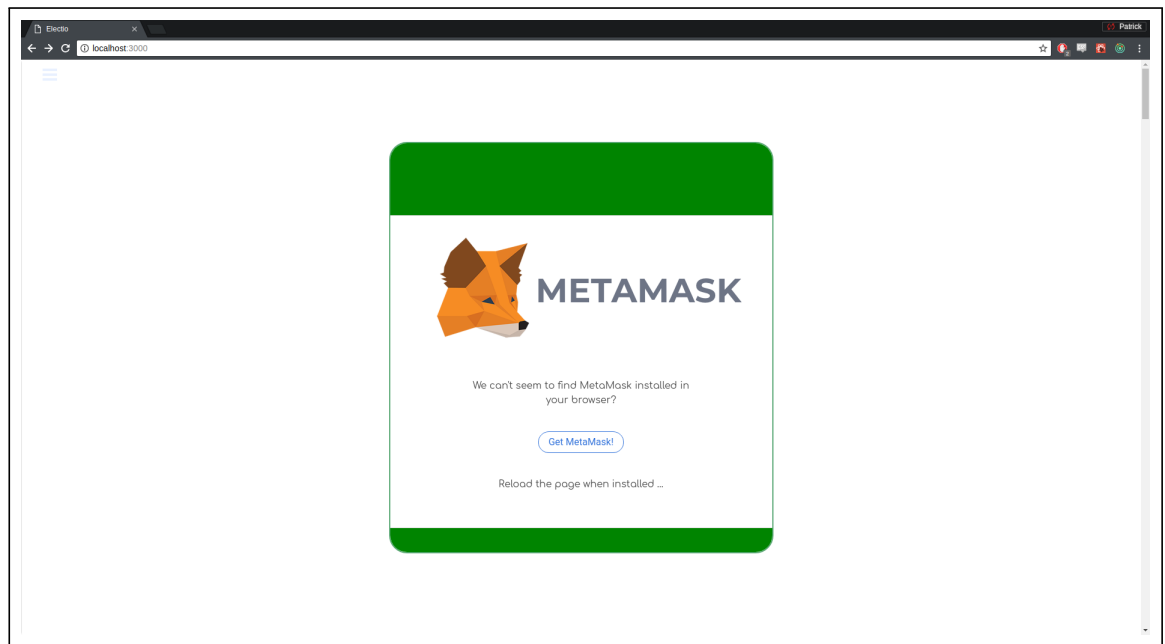 Electio
Patrick
localhost:3000
2
METAMASK
We can't seem to find MetaMask installed in
your browser?
Get MetaMask!
Reload the page when installed ...